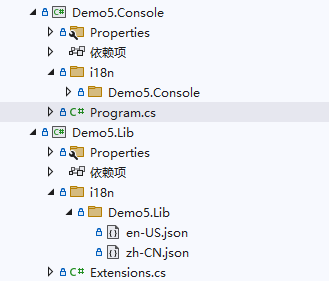 Demo5.Console
Properties
依赖项
i18n
Demo5.Console
C# Program.cs
Demo5.Lib
Properties
依赖项
i18n
Demo5.Lib
en-US.json
zh-CN.json
C# Extensions.cs